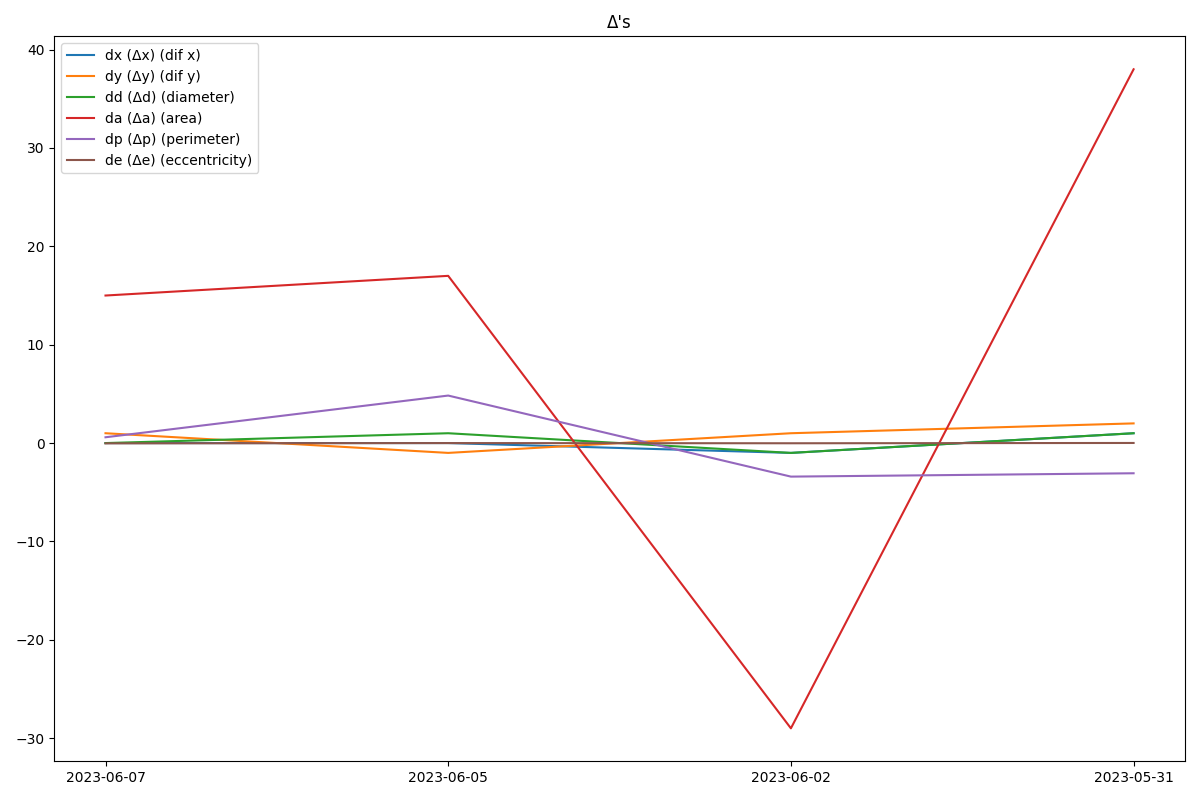 Δ's
dx (Δx) (dif x)
dy (Δy) (dif y)
dd (Δd) (diameter)
da (Δa) (area)
dp (Δp) (perimeter)
de (Δe) (eccentricity)
40
30
20
10
0
−10
−20
−30
2023-06-07 2023-06-05 2023-06-02 2023-05-31